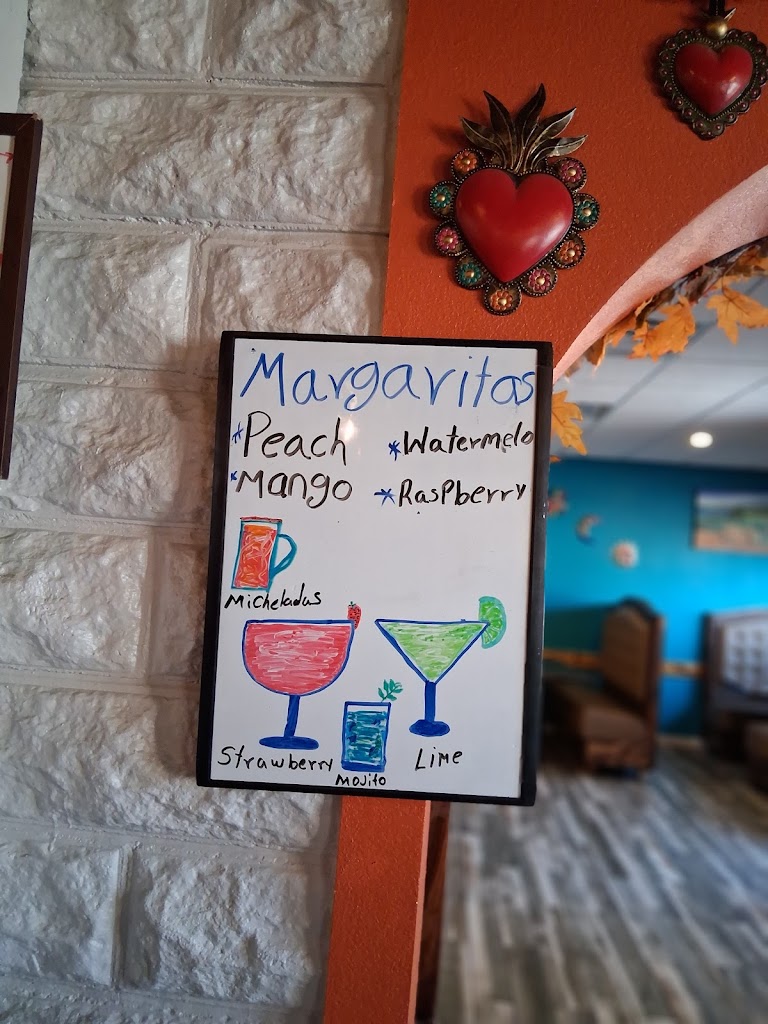 Margaritas
*Peach *Watermelo
*Mango *Raspberry
Micheladas
Strawberry
Mojito
Lime